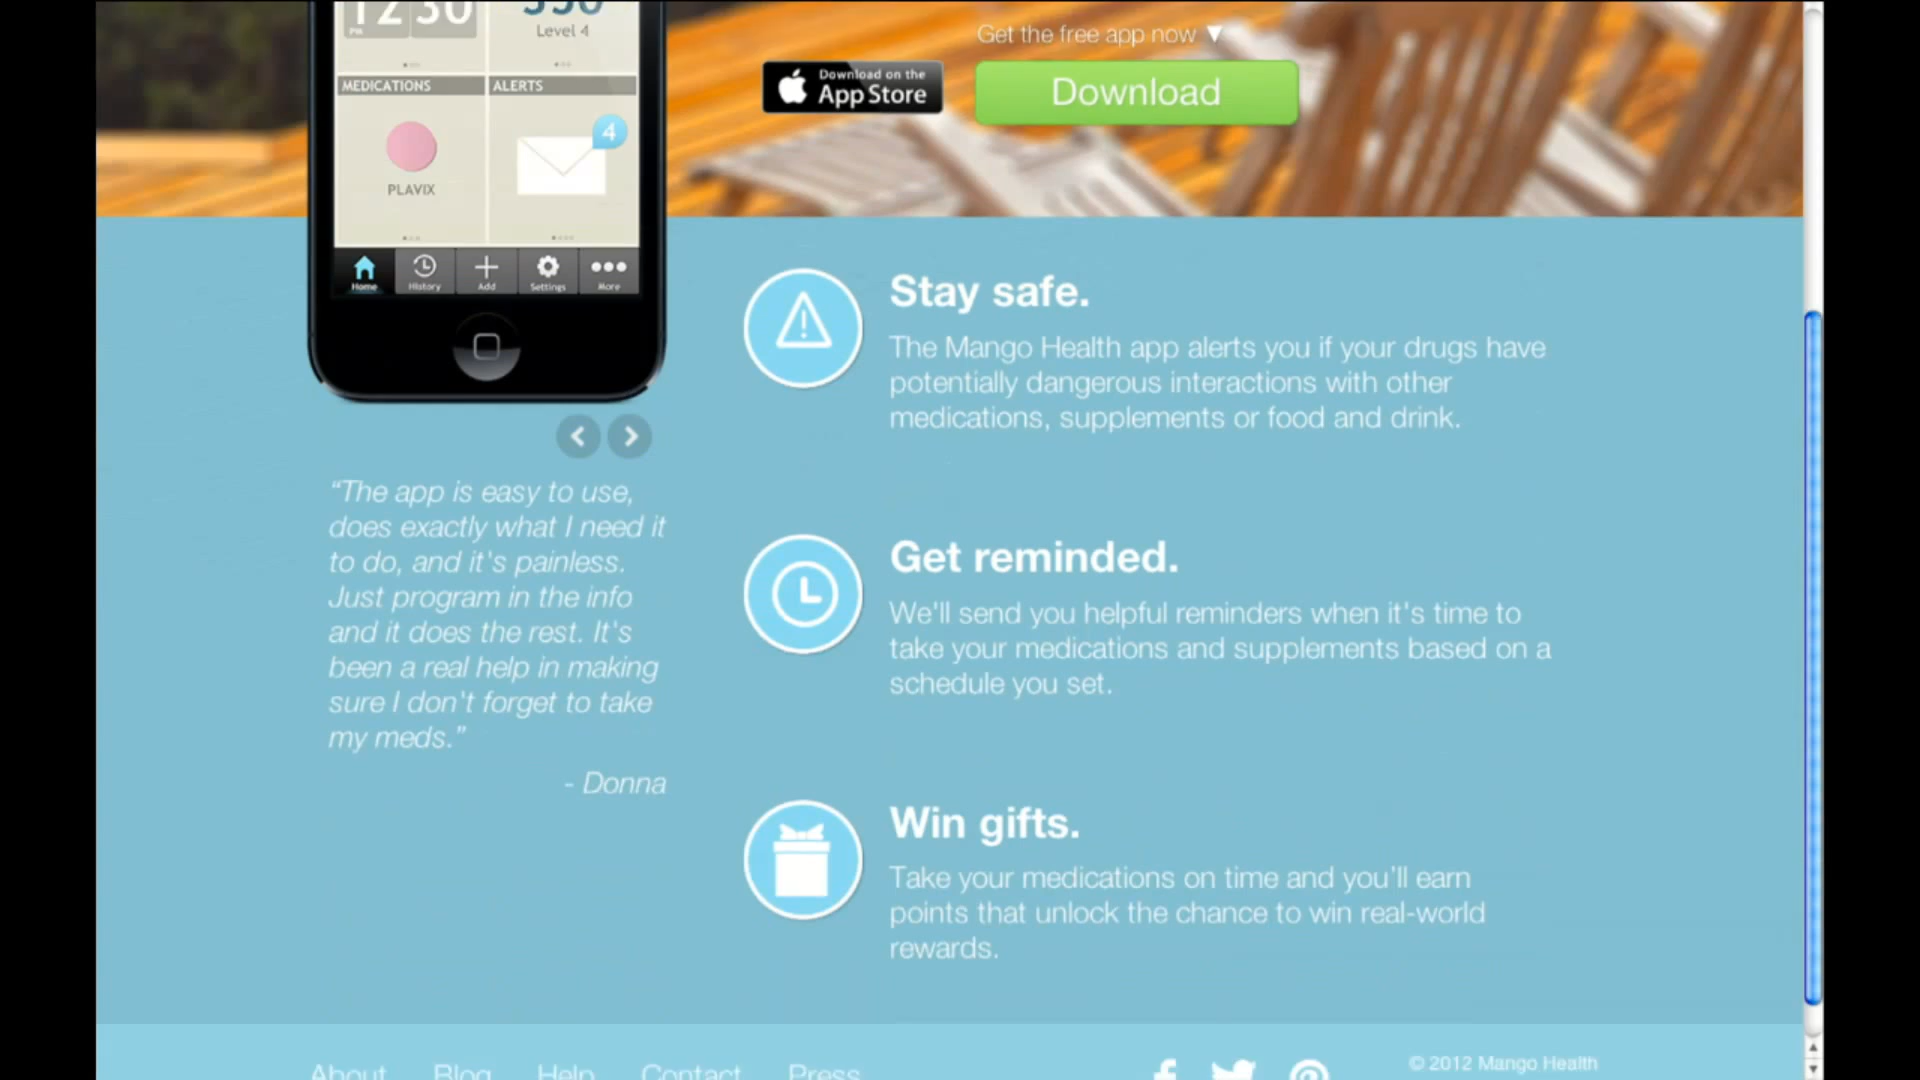 12 30
PM
Level 4
MEDICATIONS
ALERTS
4
PLAVIX
Home
History
Add
Settings
More
Get the free app now ▼
Download on the
App Store
Download
“The app is easy to use,
does exactly what I need it
to do, and it's painless.
Just program in the info
and it does the rest. It's
been a real help in making
sure I don't forget to take
my meds.”
- Donna
Stay safe.
The Mango Health app alerts you if your drugs have
potentially dangerous interactions with other
medications, supplements or food and drink.
Get reminded.
We'll send you helpful reminders when it's time to
take your medications and supplements based on a
schedule you set.
Win gifts.
Take your medications on time and you’ll earn
points that unlock the chance to win real-world
rewards.
About
Blog
Help
Contact
Press
© 2012 Mango Health